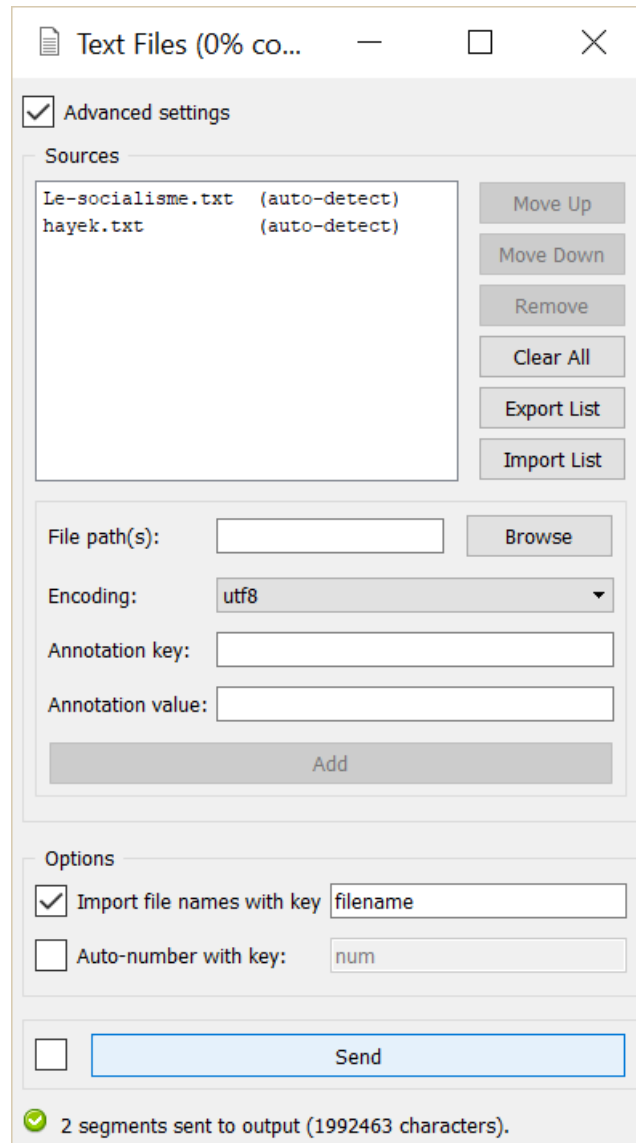 Text Files (0% co...
Advanced settings
Sources
Le-socialisme.txt (auto-detect)
hayek.txt (auto-detect)
Move Up
Move Down
Remove
Clear All
Export List
Import List
File path(s):
Browse
Encoding: utf8
Annotation key:
Annotation value:
Add
Options
Import file names with key filename
Auto-number with key: num
Send
2 segments sent to output (1992463 characters).